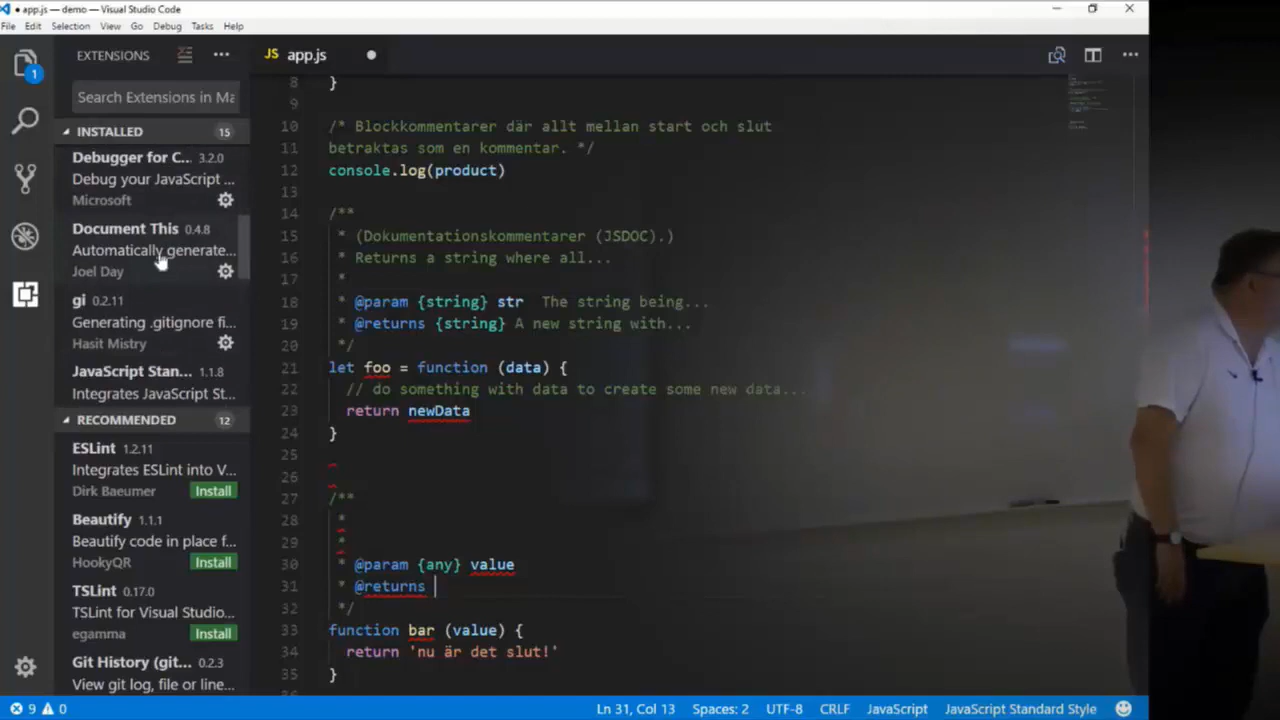 ● app.js — demo — Visual Studio Code
File Edit Selection View Go Debug Tasks Help
EXTENSIONS
JS app.js
1
Search Extensions in Ma
INSTALLED 15
Debugger for C... 3.2.0
Debug your JavaScript ...
Microsoft
Document This 0.4.8
Automatically generate...
Joel Day
gi 0.2.11
Generating .gitignore fi...
Hasit Mistry
JavaScript Stan... 1.1.8
Integrates JavaScript St...
RECOMMENDED 12
ESLint 1.2.11
Integrates ESLint into V...
Dirk Baeumer Install
Beautify 1.1.1
Beautify code in place f...
HookyQR Install
TSLint 0.17.0
TSLint for Visual Studio...
egamma Install
Git History (git... 0.2.3
View git log, file or line...
8 }
9
10 /* Blockkommentarer där allt mellan start och slut
11 betraktas som en kommentar. */
12 console.log(product)
13
14 /**
15 * (Dokumentationskommentarer (JSDOC).)
16 * Returns a string where all...
17 *
18 * @param {string} str  The string being...
19 * @returns {string} A new string with...
20 */
21 let foo = function (data) {
22 // do something with data to create some new data...
23 return newData
24 }
25
26
27 /**
28 *
29 *
30 * @param {any} value
31 * @returns
32 */
33 function bar (value) {
34 return 'nu är det slut!'
35 }
9 0 Ln 31, Col 13 Spaces: 2 UTF-8 CRLF JavaScript JavaScript Standard Style